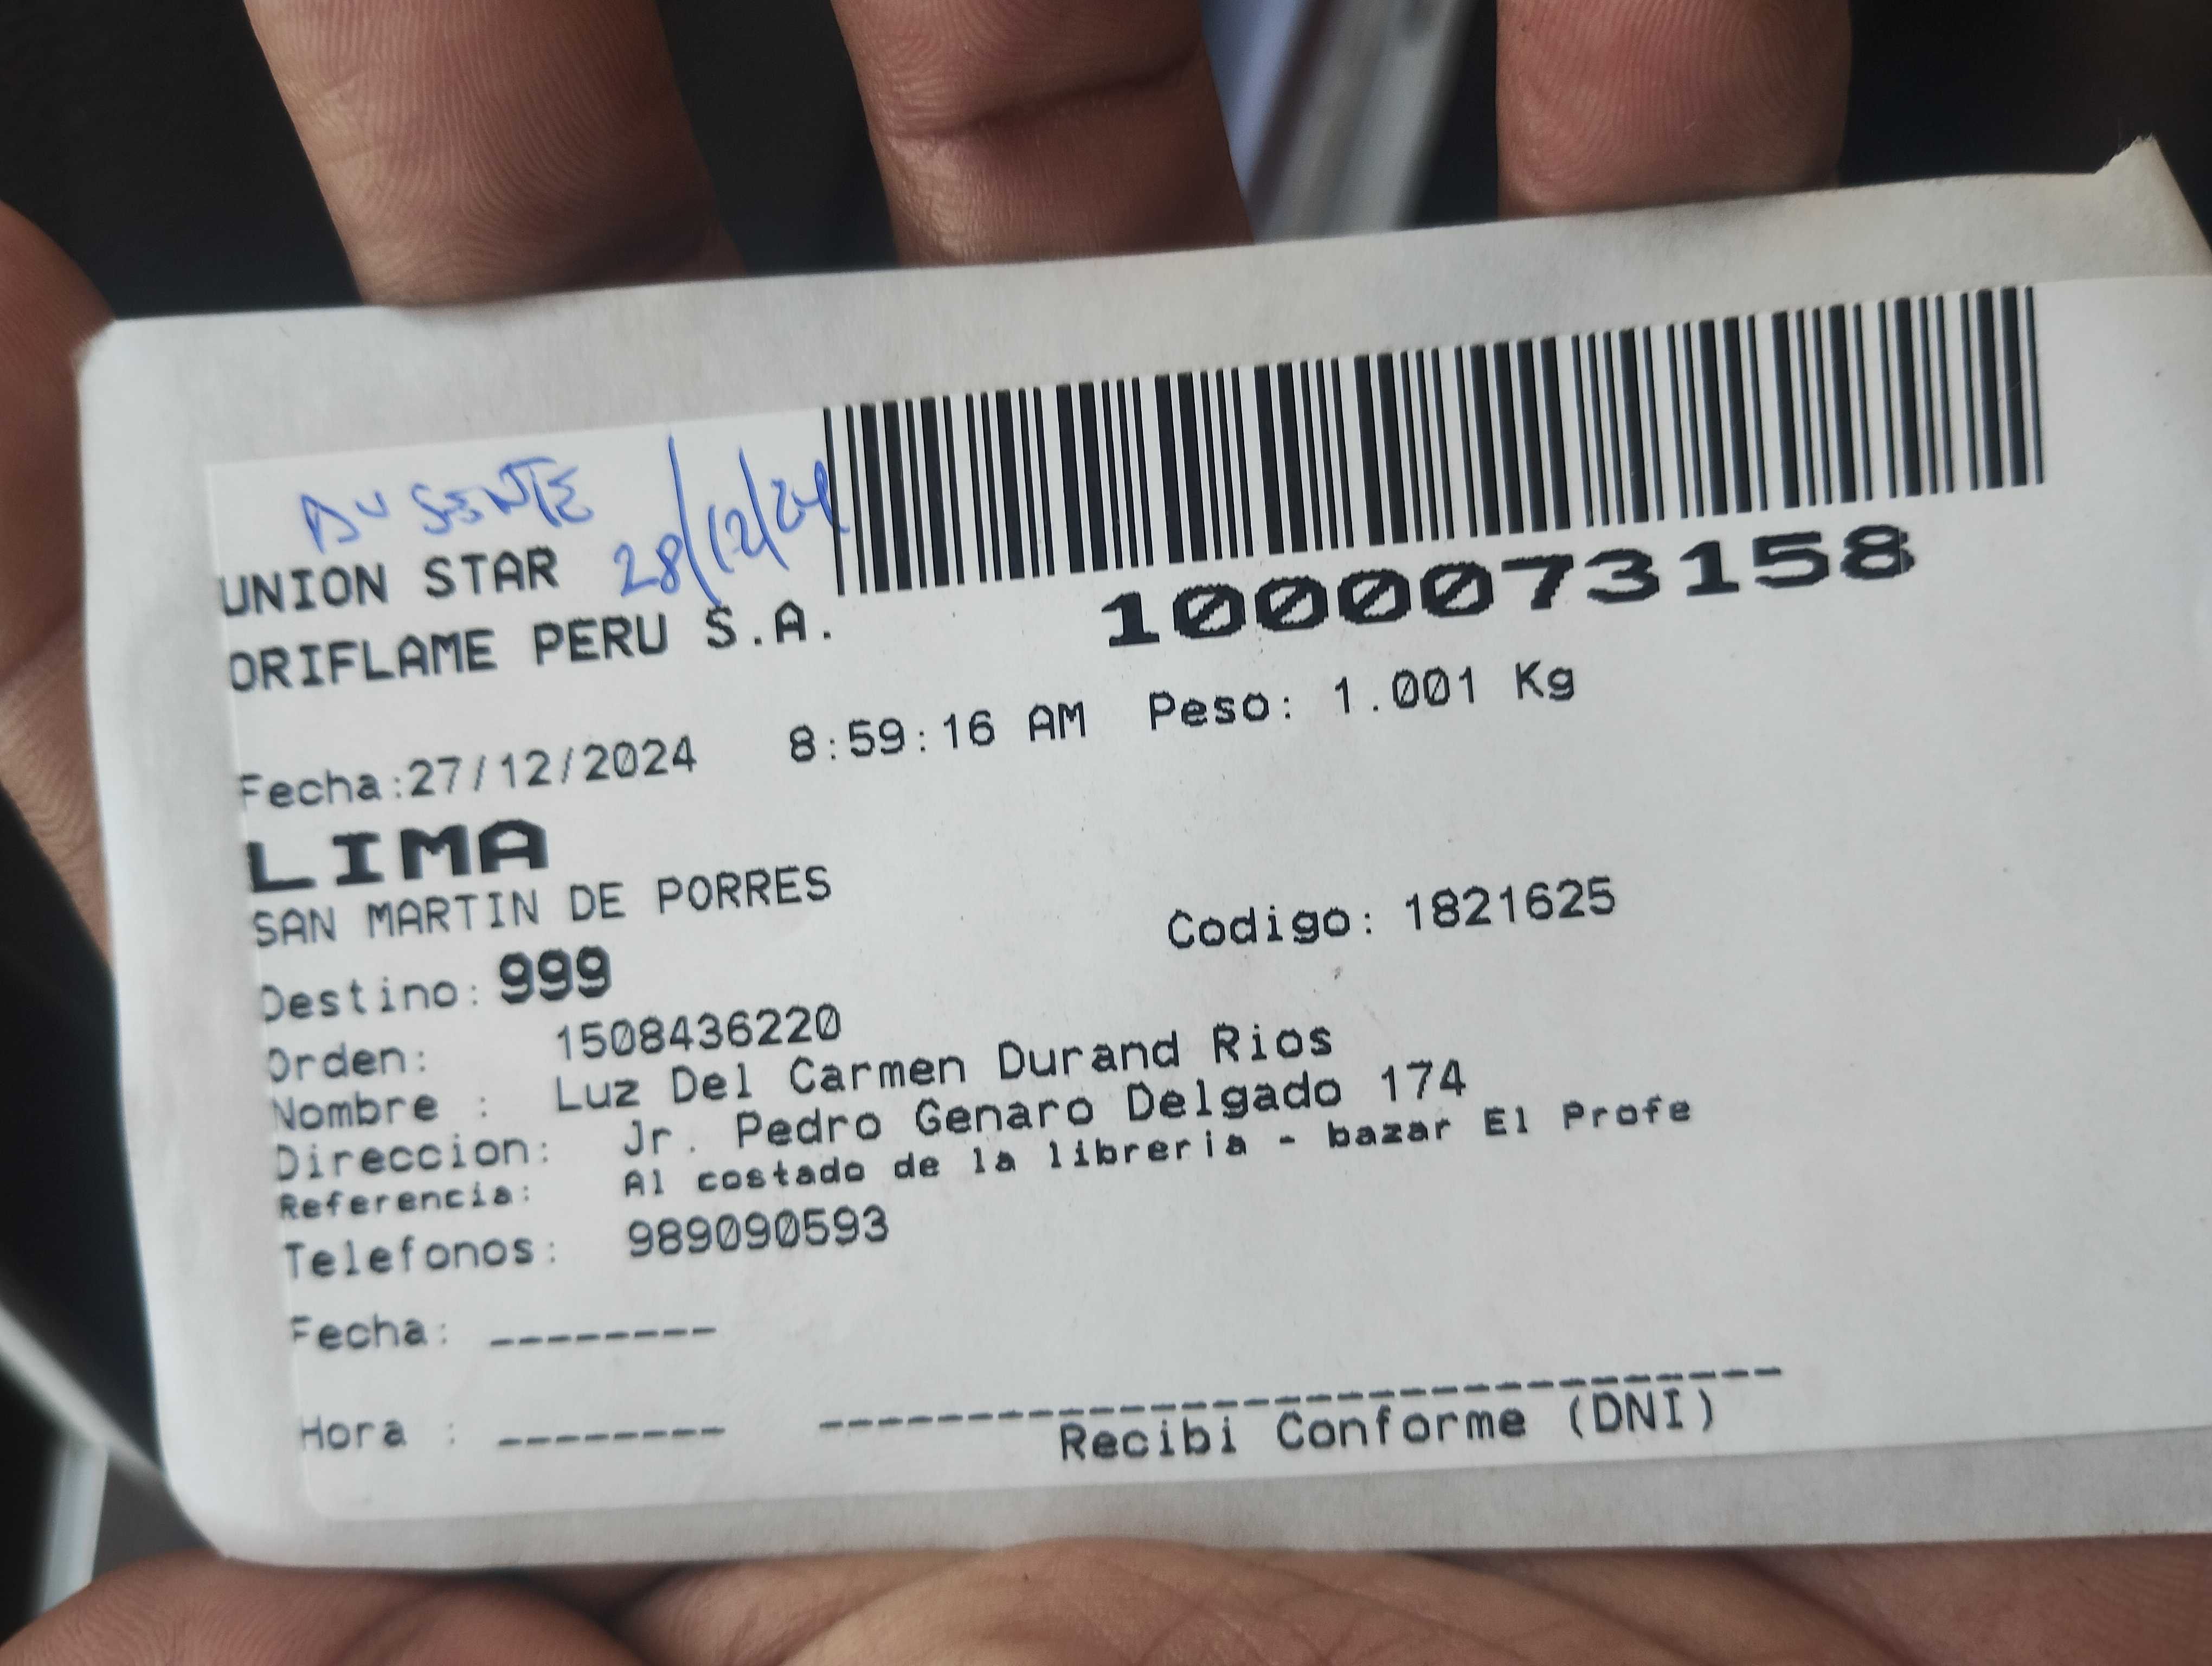 AUSENTE 28/12/24
UNION STAR
ORIFLAME PERU S.A.
1000073158
Fecha:27/12/2024 8:59:16 AM Peso: 1.001 Kg
LIMA
SAN MARTIN DE PORRES
Codigo: 1821625
Destino: 999
Orden: 1508436220
Nombre : Luz Del Carmen Durand Rios
Direccion: Jr. Pedro Genaro Delgado 174
Referencia: Al costado de la libreria - bazar El Profe
Telefonos: 989090593
Fecha: --------
Hora : --------
Recibi Conforme (DNI)